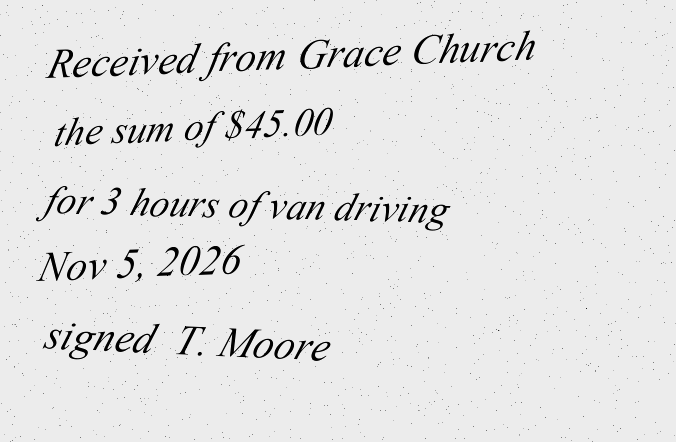 Received from Grace Church
the sum of $45.00
for 3 hours of van driving
Nov 5, 2026
signed T. Moore